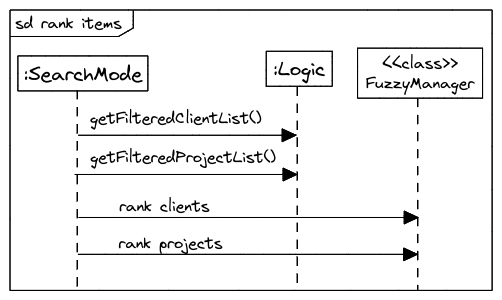 sd rank items
:SearchMode
:Logic
<<class>>
FuzzyManager
getFilteredClientList()
getFilteredProjectList()
rank clients
rank projects